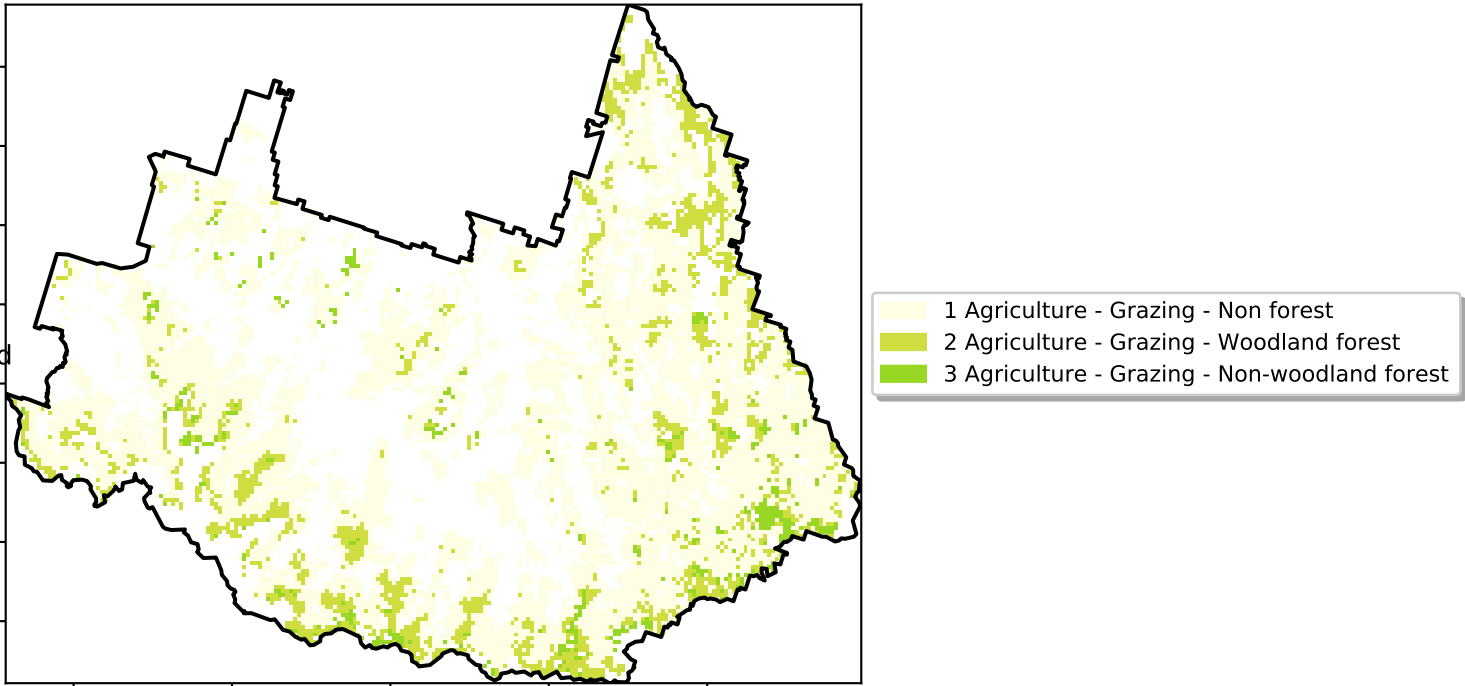 d
1 Agriculture - Grazing - Non forest
2 Agriculture - Grazing - Woodland forest
3 Agriculture - Grazing - Non-woodland forest